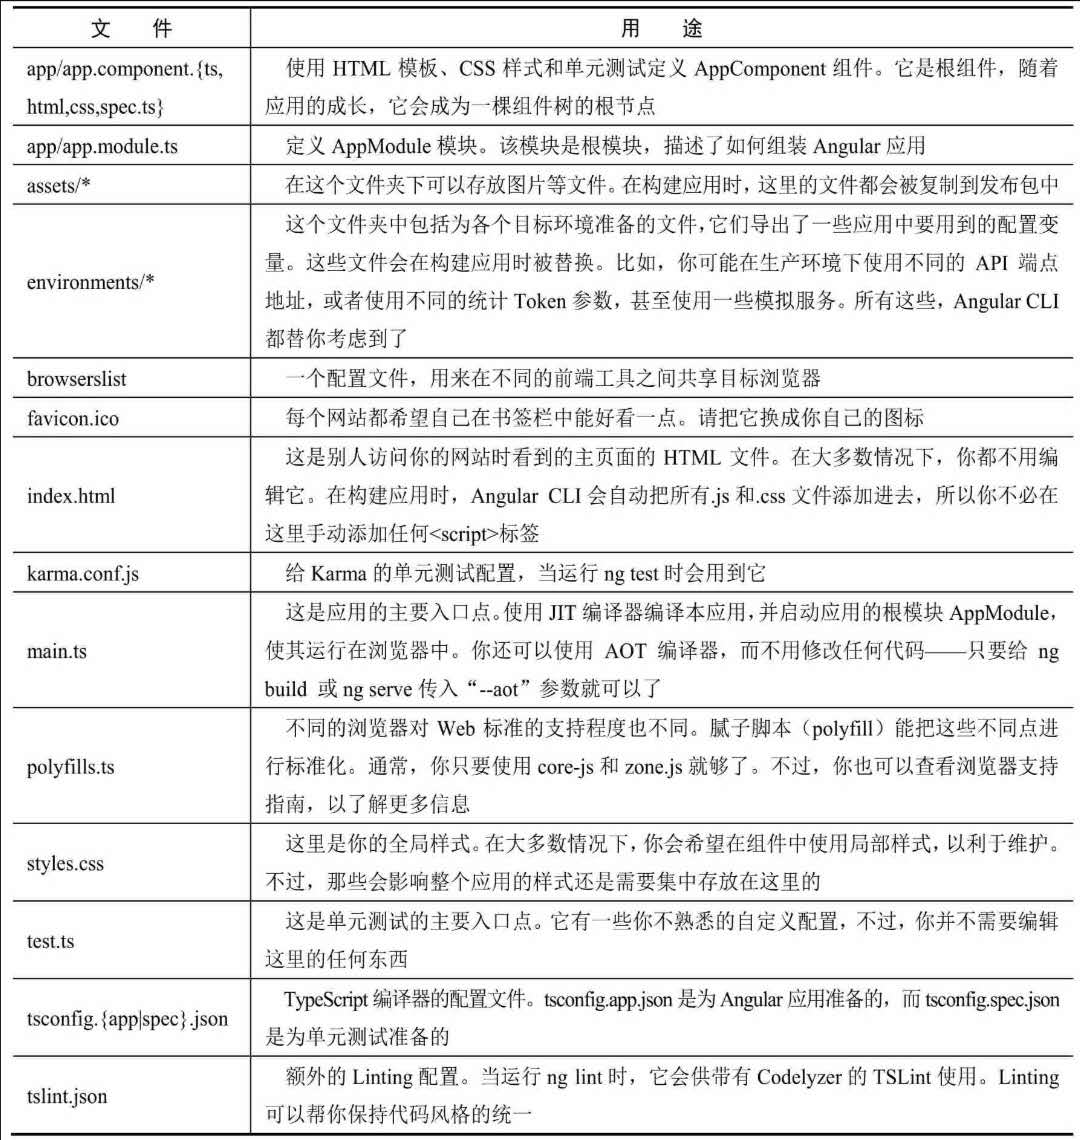 文 件 用 途
app/app.component.{ts,
html,css,spec.ts}
使用 HTML 模板、CSS 样式和单元测试定义 AppComponent 组件。它是根组件，随着
应用的成长，它会成为一棵组件树的根节点
app/app.module.ts
定义 AppModule 模块。该模块是根模块，描述了如何组装 Angular 应用
assets/*
在这个文件夹下可以存放图片等文件。在构建应用时，这里的文件都会被复制到发布包中
environments/*
这个文件夹中包括为各个目标环境准备的文件，它们导出了一些应用中要用到的配置变
量。这些文件会在构建应用时被替换。比如，你可能在生产环境下使用不同的 API 端点
地址，或者使用不同的统计 Token 参数，甚至使用一些模拟服务。所有这些，Angular CLI
都替你考虑到了
browserslist
一个配置文件，用来在不同的前端工具之间共享目标浏览器
favicon.ico
每个网站都希望自己在书签栏中能好看一点。请把它换成你自己的图标
index.html
这是别人访问你的网站时看到的主页面的 HTML 文件。在大多数情况下，你都不用编
辑它。在构建应用时，Angular CLI 会自动把所有.js 和.css 文件添加进去，所以你不必在
这里手动添加任何<script>标签
karma.conf.js
给 Karma 的单元测试配置，当运行 ng test 时会用到它
main.ts
这是应用的主要入口点。使用 JIT 编译器编译本应用，并启动应用的根模块 AppModule，
使其运行在浏览器中。你还可以使用 AOT 编译器，而不用修改任何代码——只要给 ng
build 或 ng serve 传入“--aot”参数就可以了
polyfills.ts
不同的浏览器对 Web 标准的支持程度也不同。腻子脚本（polyfill）能把这些不同点进
行标准化。通常，你只要使用 core-js 和 zone.js 就够了。不过，你也可以查看浏览器支持
指南，以了解更多信息
styles.css
这里是你的全局样式。在大多数情况下，你会希望在组件中使用局部样式，以利于维护。
不过，那些会影响整个应用的样式还是需要集中存放在这里的
test.ts
这是单元测试的主要入口点。它有一些你不熟悉的自定义配置，不过，你并不需要编辑
这里的任何东西
tsconfig.{app|spec}.json
TypeScript 编译器的配置文件。tsconfig.app.json 是为 Angular 应用准备的，而 tsconfig.spec.json
是为单元测试准备的
tslint.json
额外的 Linting 配置。当运行 ng lint 时，它会供带有 Codelyzer 的 TSLint 使用。Linting
可以帮你保持代码风格的统一